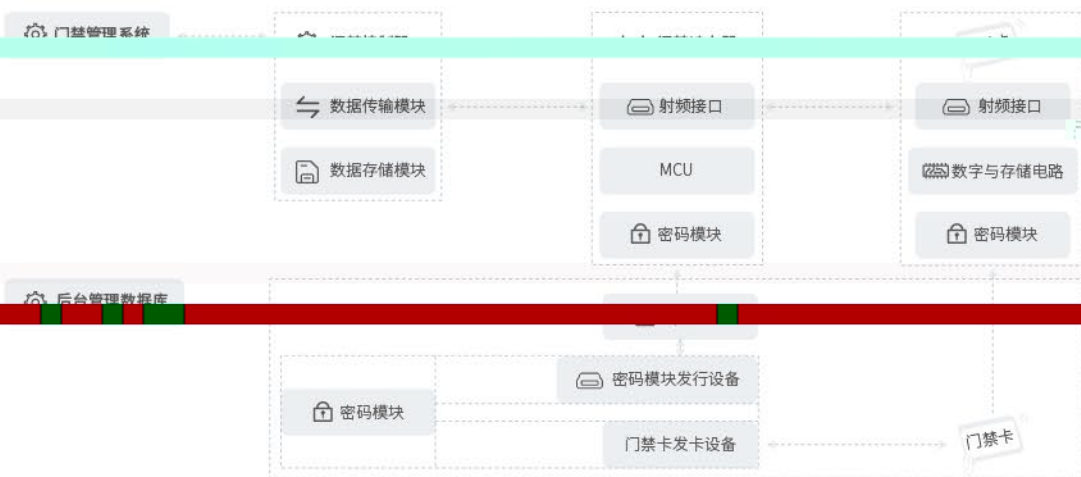 门禁管理系统
数据传输模块
射频接口
射频接口
数据存储模块
MCU
数字与存储电路
密码模块
密码模块
后台管理数据库
密码模块发行设备
密码模块
门禁卡发卡设备
门禁卡